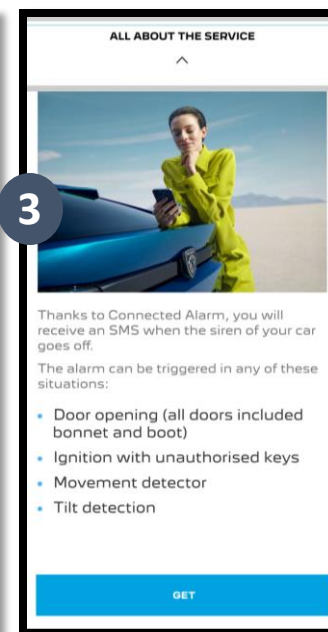 ALL ABOUT THE SERVICE
3
Thanks to Connected Alarm, you will
receive an SMS when the siren of your car
goes off.
The alarm can be triggered in any of these
situations:
• Door opening (all doors included
bonnet and boot)
• Ignition with unauthorised keys
• Movement detector
• Tilt detection
GET